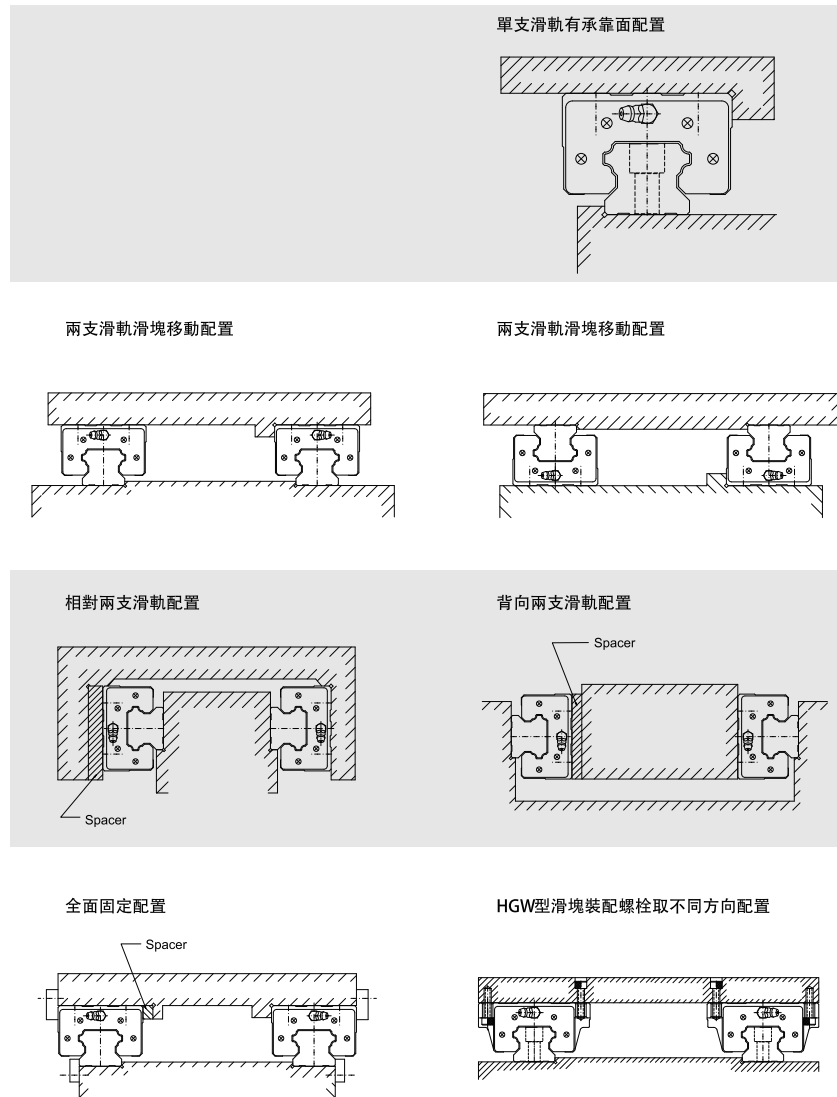 單支滑軌有承靠面配置
兩支滑軌滑塊移動配置
兩支滑軌滑塊移動配置
相對兩支滑軌配置
Spacer
背向兩支滑軌配置
Spacer
全面固定配置
Spacer
HGW型滑塊裝配螺栓取不同方向配置